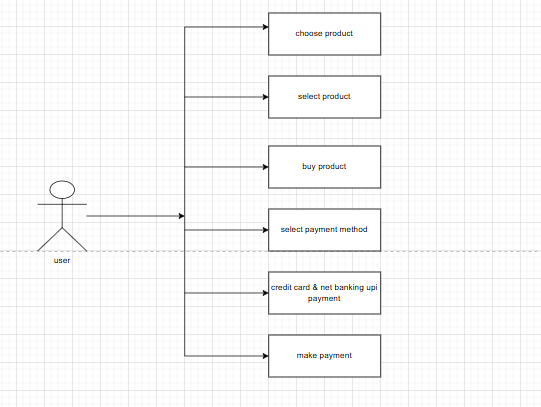 choose product
select product
buy product
select payment method
user
credit card & net banking upi
payment
make payment